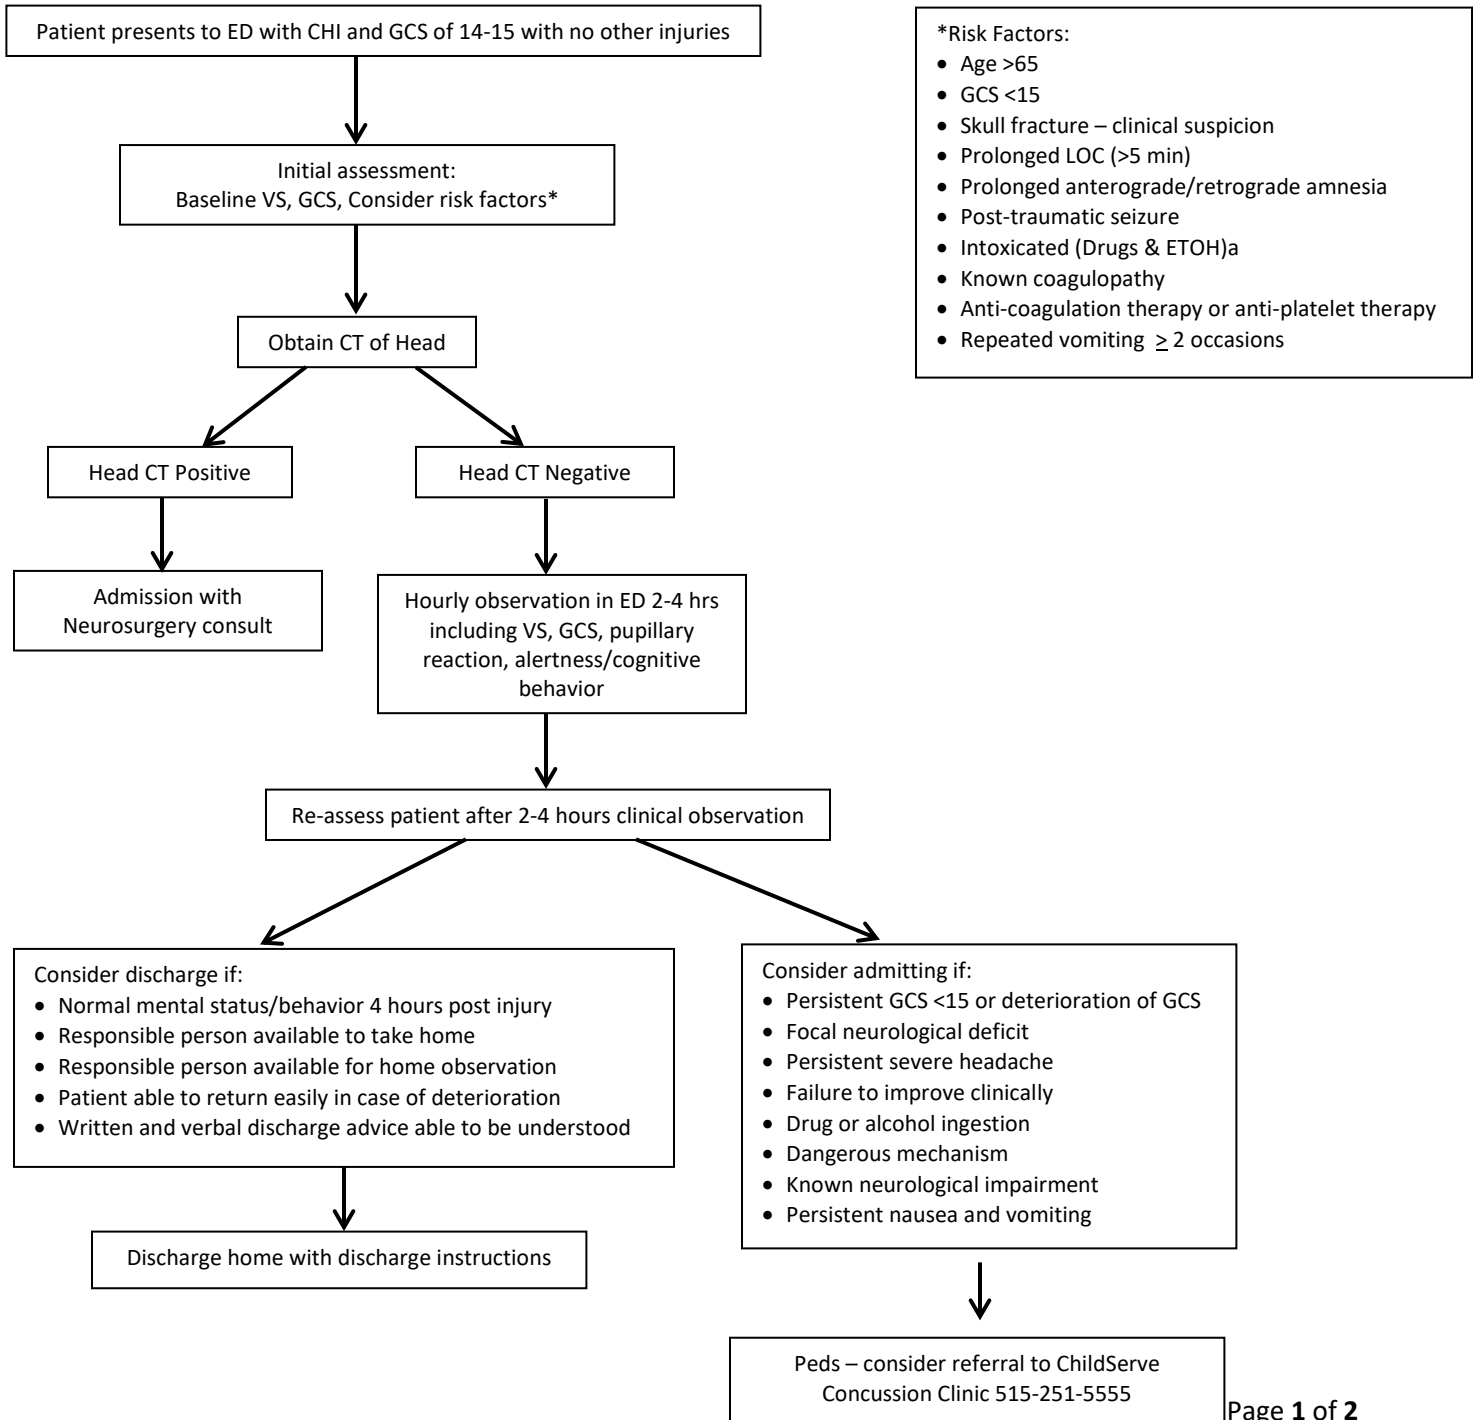 Patient presents to ED with CHI and GCS of 14-15 with no other injuries
*Risk Factors:
• Age >65
• GCS <15
• Skull fracture – clinical suspicion
• Prolonged LOC (>5 min)
• Prolonged anterograde/retrograde amnesia
• Post-traumatic seizure
• Intoxicated (Drugs & ETOH)a
• Known coagulopathy
• Anti-coagulation therapy or anti-platelet therapy
• Repeated vomiting ≥ 2 occasions
Initial assessment:
Baseline VS, GCS, Consider risk factors*
Obtain CT of Head
Head CT Positive
Head CT Negative
Admission with
Neurosurgery consult
Hourly observation in ED 2-4 hrs
including VS, GCS, pupillary
reaction, alertness/cognitive
behavior
Re-assess patient after 2-4 hours clinical observation
Consider discharge if:
• Normal mental status/behavior 4 hours post injury
• Responsible person available to take home
• Responsible person available for home observation
• Patient able to return easily in case of deterioration
• Written and verbal discharge advice able to be understood
Consider admitting if:
• Persistent GCS <15 or deterioration of GCS
• Focal neurological deficit
• Persistent severe headache
• Failure to improve clinically
• Drug or alcohol ingestion
• Dangerous mechanism
• Known neurological impairment
• Persistent nausea and vomiting
Discharge home with discharge instructions
Peds – consider referral to ChildServe
Concussion Clinic 515-251-5555
Page 1 of 2